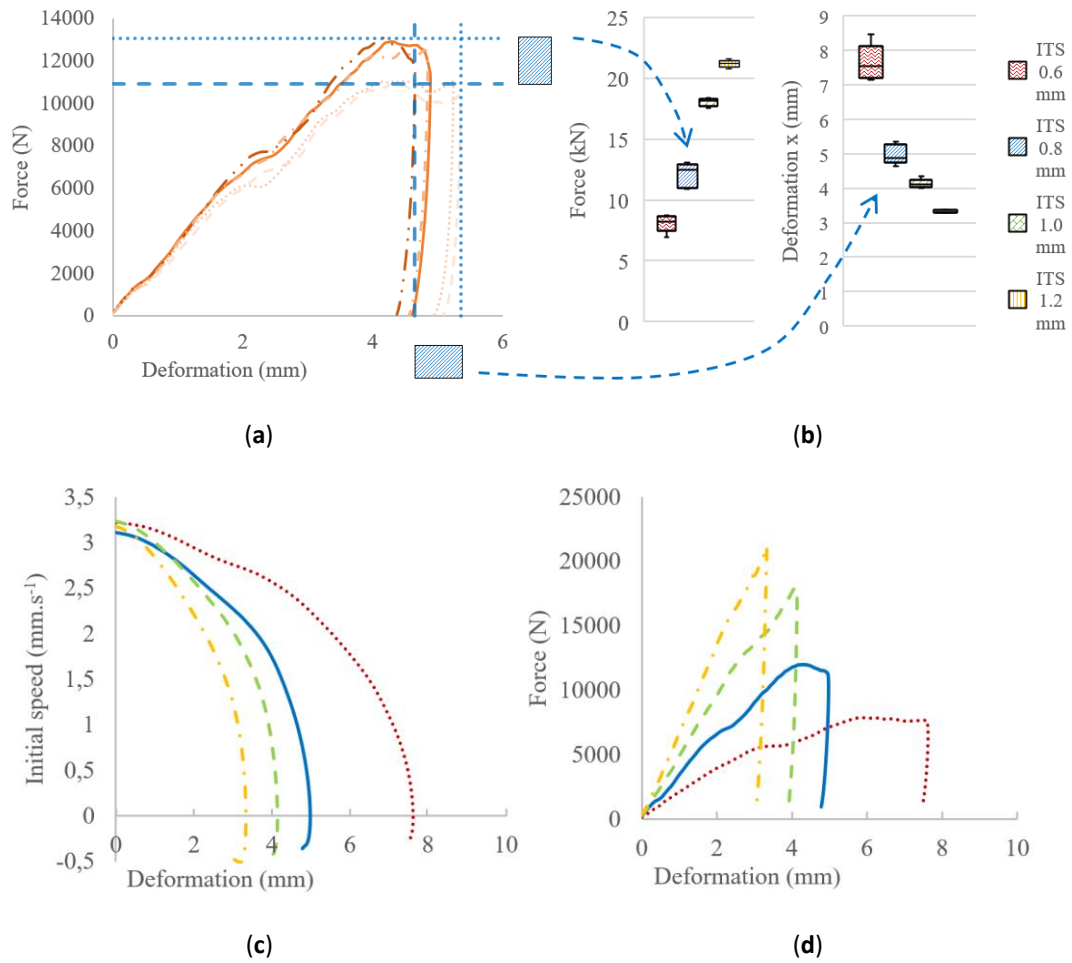 14000
12000
10000
8000
6000
4000
2000
0
Force (N)
0 2 4 6
Deformation (mm)
(a)
25
20
15
10
5
0
Force (kN)
9
8
7
6
5
4
3
2
1
0
Deformation x (mm)
ITS
0.6
mm
ITS
0.8
mm
ITS
1.0
mm
ITS
1.2
mm
(b)
3,5
3
2,5
2
1,5
1
0,5
0
-0,5
Initial speed (mm.s⁻¹)
0 2 4 6 8 10
Deformation (mm)
(c)
25000
20000
15000
10000
5000
0
Force (N)
0 2 4 6 8 10
Deformation (mm)
(d)